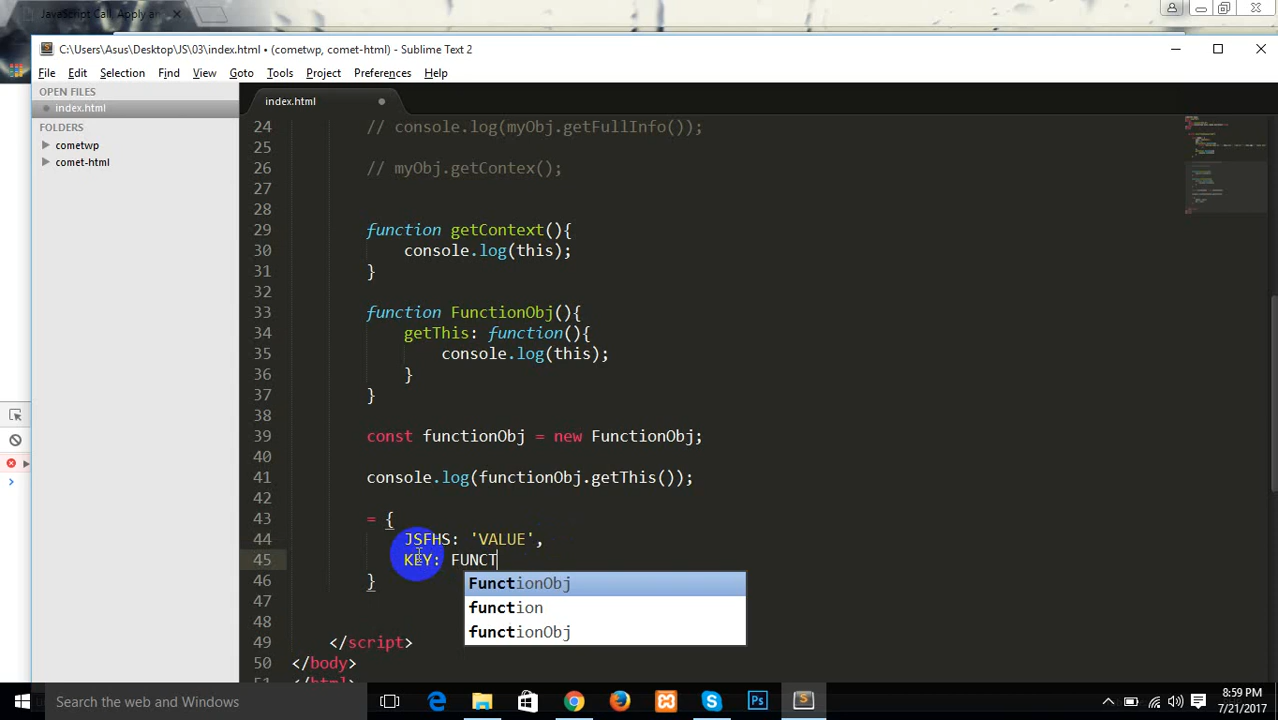 JavaScript Call, Apply an
C:\Users\Asus\Desktop\JS\03\index.html • (cometwp, comet-html) - Sublime Text 2
File Edit Selection Find View Goto Tools Project Preferences Help
OPEN FILES
index.html
FOLDERS
cometwp
comet-html
index.html
24 // console.log(myObj.getFullInfo());
25
26 // myObj.getContex();
27
28
29 function getContext(){
30 console.log(this);
31 }
32
33 function FunctionObj(){
34 getThis: function(){
35 console.log(this);
36 }
37 }
38
39 const functionObj = new FunctionObj;
40
41 console.log(functionObj.getThis());
42
43 = {
44 JSFHS: 'VALUE',
45 KEY: FUNCT
46 }
47
48
49 </script>
50 </body>
FunctionObj
function
functionObj
Search the web and Windows
8:59 PM
7/21/2017